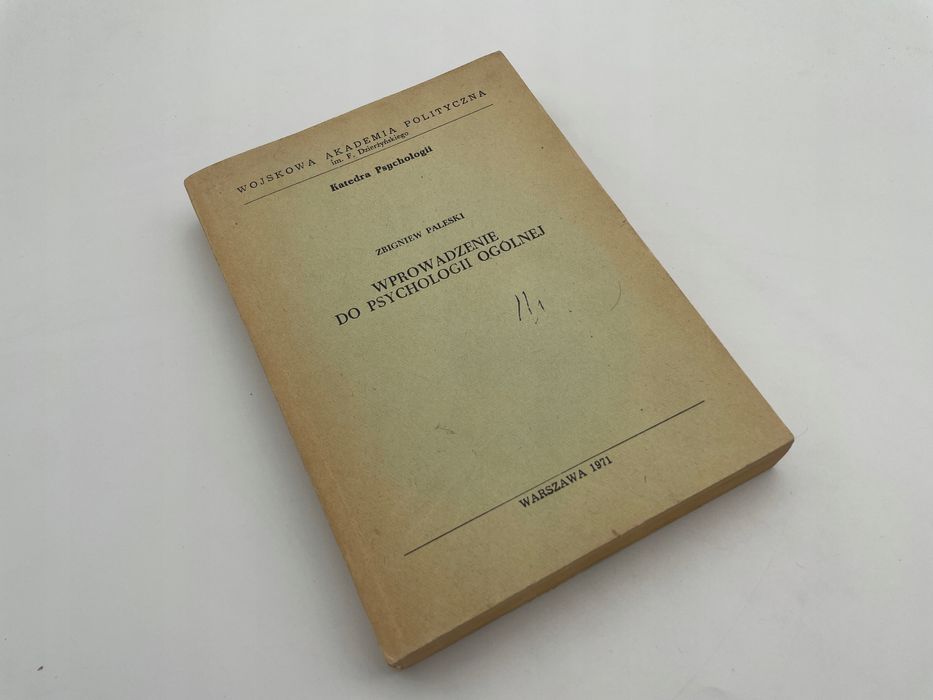 WOJSKOWA AKADEMIA POLITYCZNA
im. F. Dzierżyńskiego
Katedra Psychologii
ZBIGNIEW PALESKI
WPROWADZENIE
DO PSYCHOLOGII OGÓLNEJ
WARSZAWA 1971